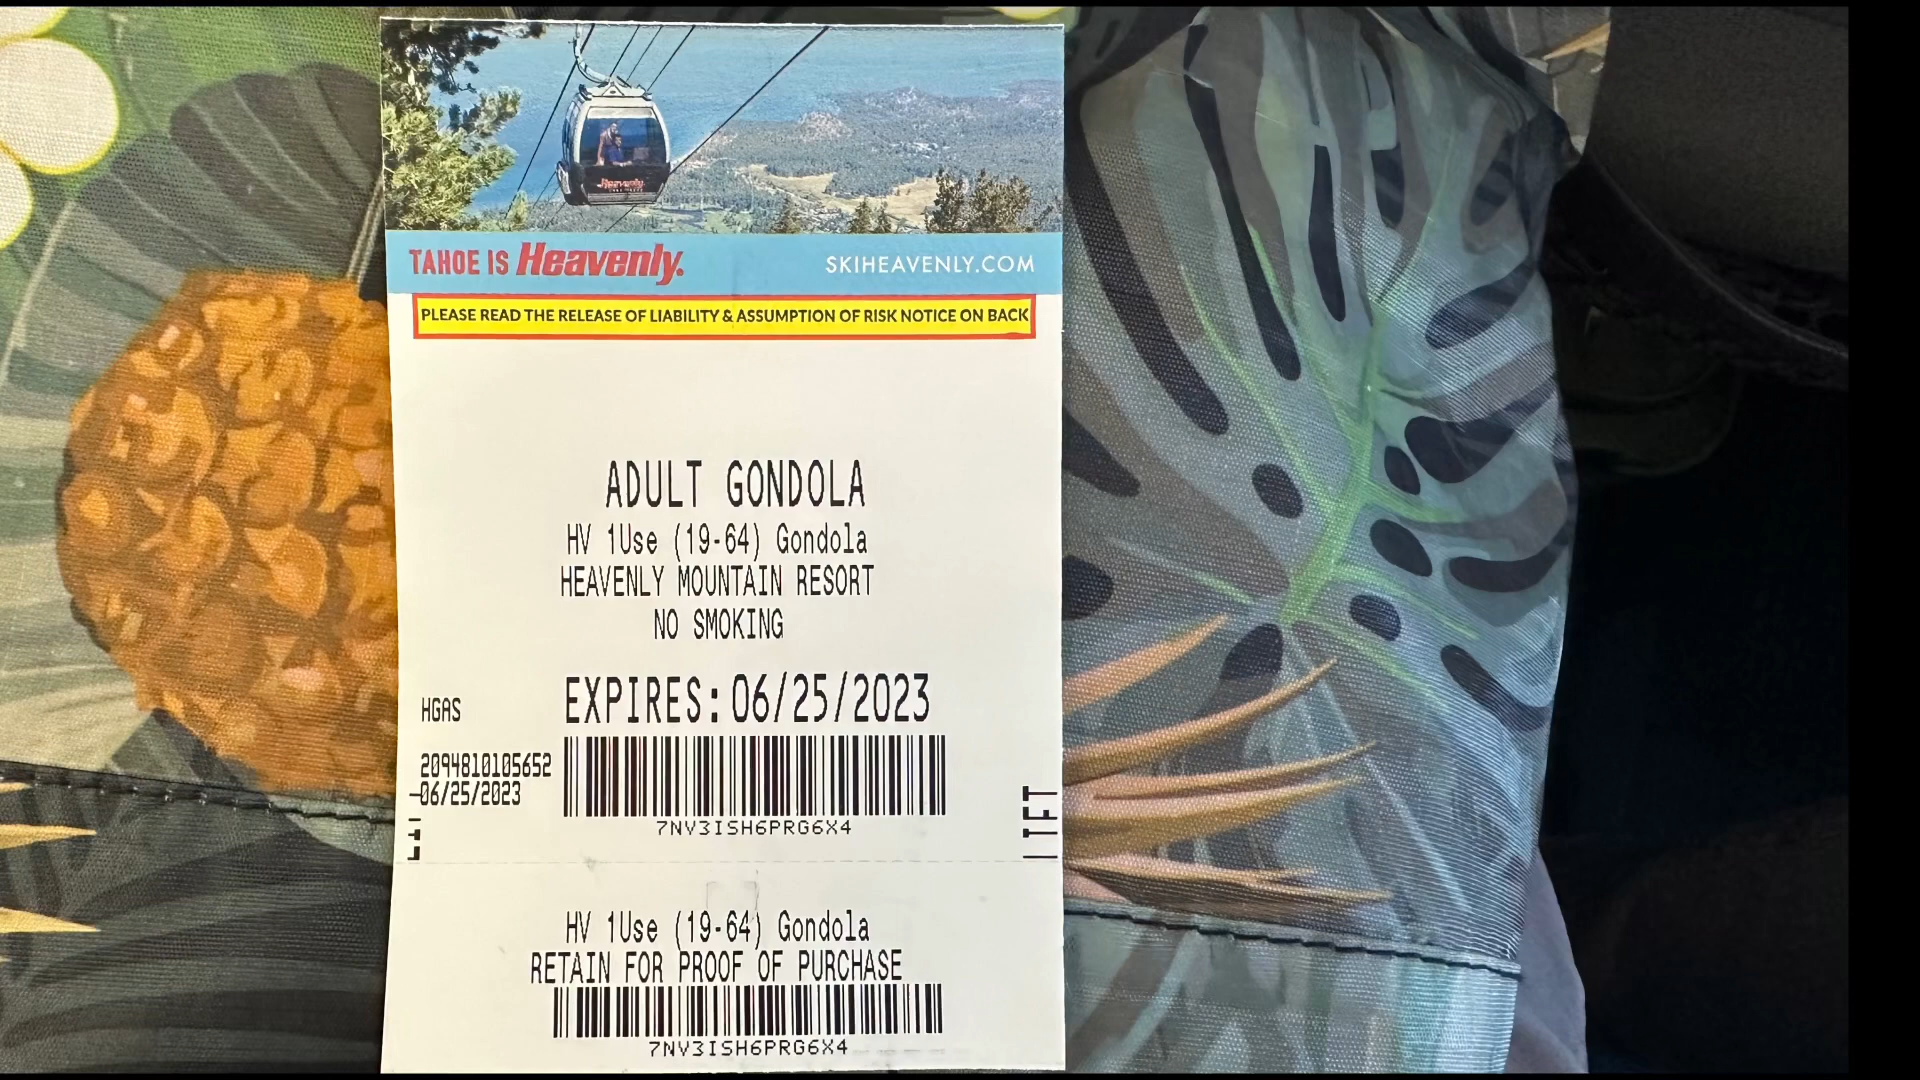 Heavenly
TAHOE IS Heavenly. SKIHEAVENLY.COM
PLEASE READ THE RELEASE OF LIABILITY & ASSUMPTION OF RISK NOTICE ON BACK
ADULT GONDOLA
HV 1Use (19-64) Gondola
HEAVENLY MOUNTAIN RESORT
NO SMOKING
HGAS EXPIRES:06/25/2023
2094810105652
06/25/2023
7NV3ISH6PRG6X4
HV 1Use (19-64) Gondola
RETAIN FOR PROOF OF PURCHASE
7NV3ISH6PRG6X4